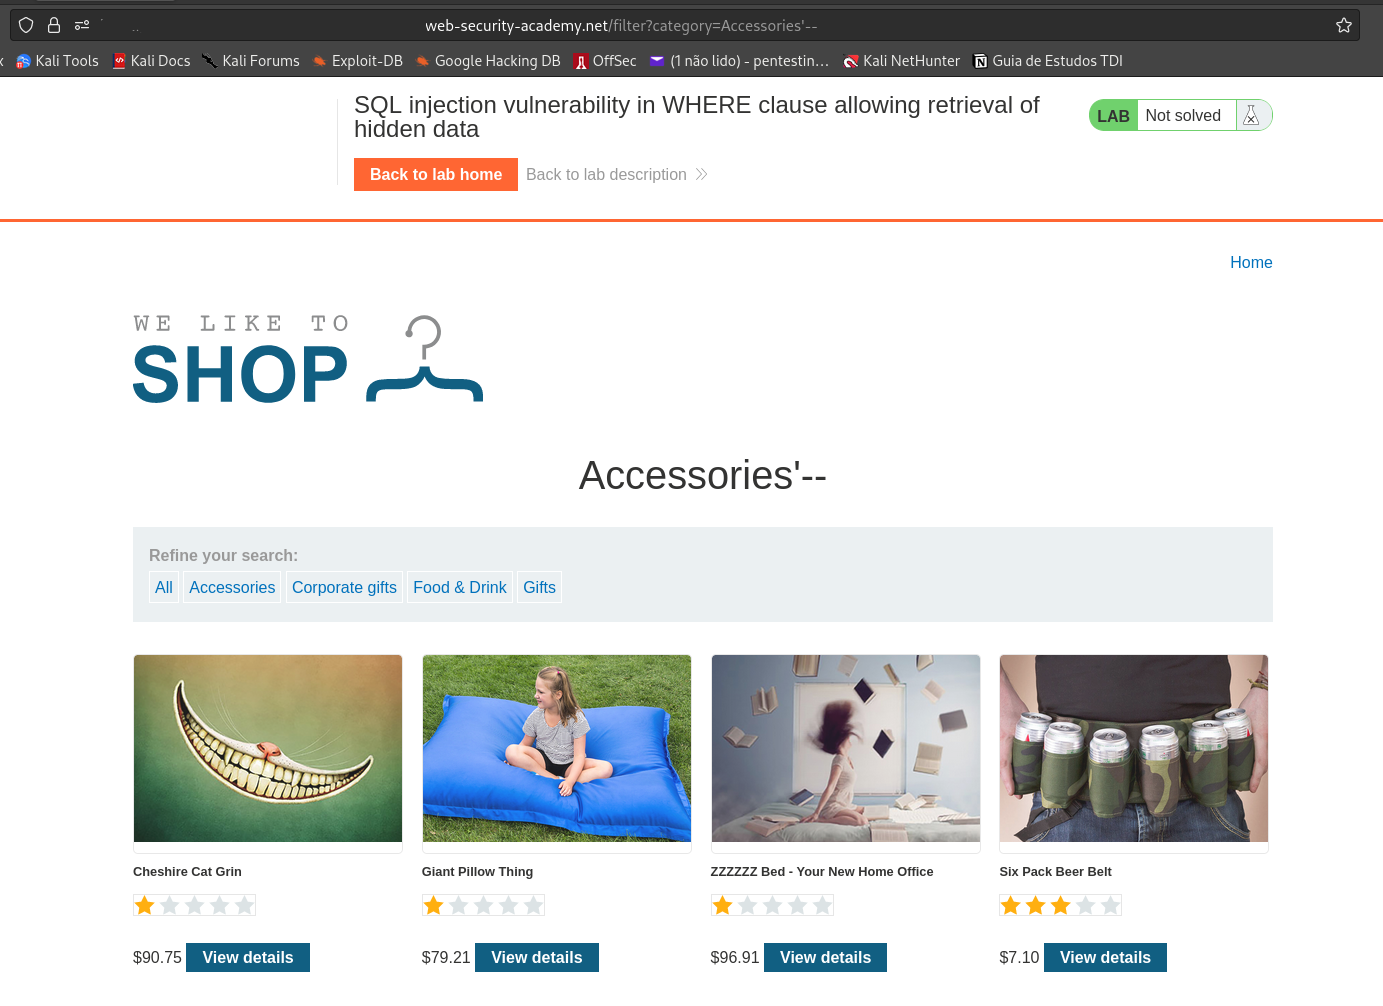 web-security-academy.net/filter?category=Accessories'--
Kali Tools Kali Docs Kali Forums Exploit-DB Google Hacking DB OffSec (1 não lido) - pentestin… Kali NetHunter Guia de Estudos TDI
SQL injection vulnerability in WHERE clause allowing retrieval of
hidden data
LAB Not solved
Back to lab home Back to lab description
Home
WE LIKE TO
SHOP
Accessories'--
Refine your search:
All Accessories Corporate gifts Food & Drink Gifts
Cheshire Cat Grin Giant Pillow Thing ZZZZZZ Bed - Your New Home Office Six Pack Beer Belt
$90.75 View details $79.21 View details $96.91 View details $7.10 View details